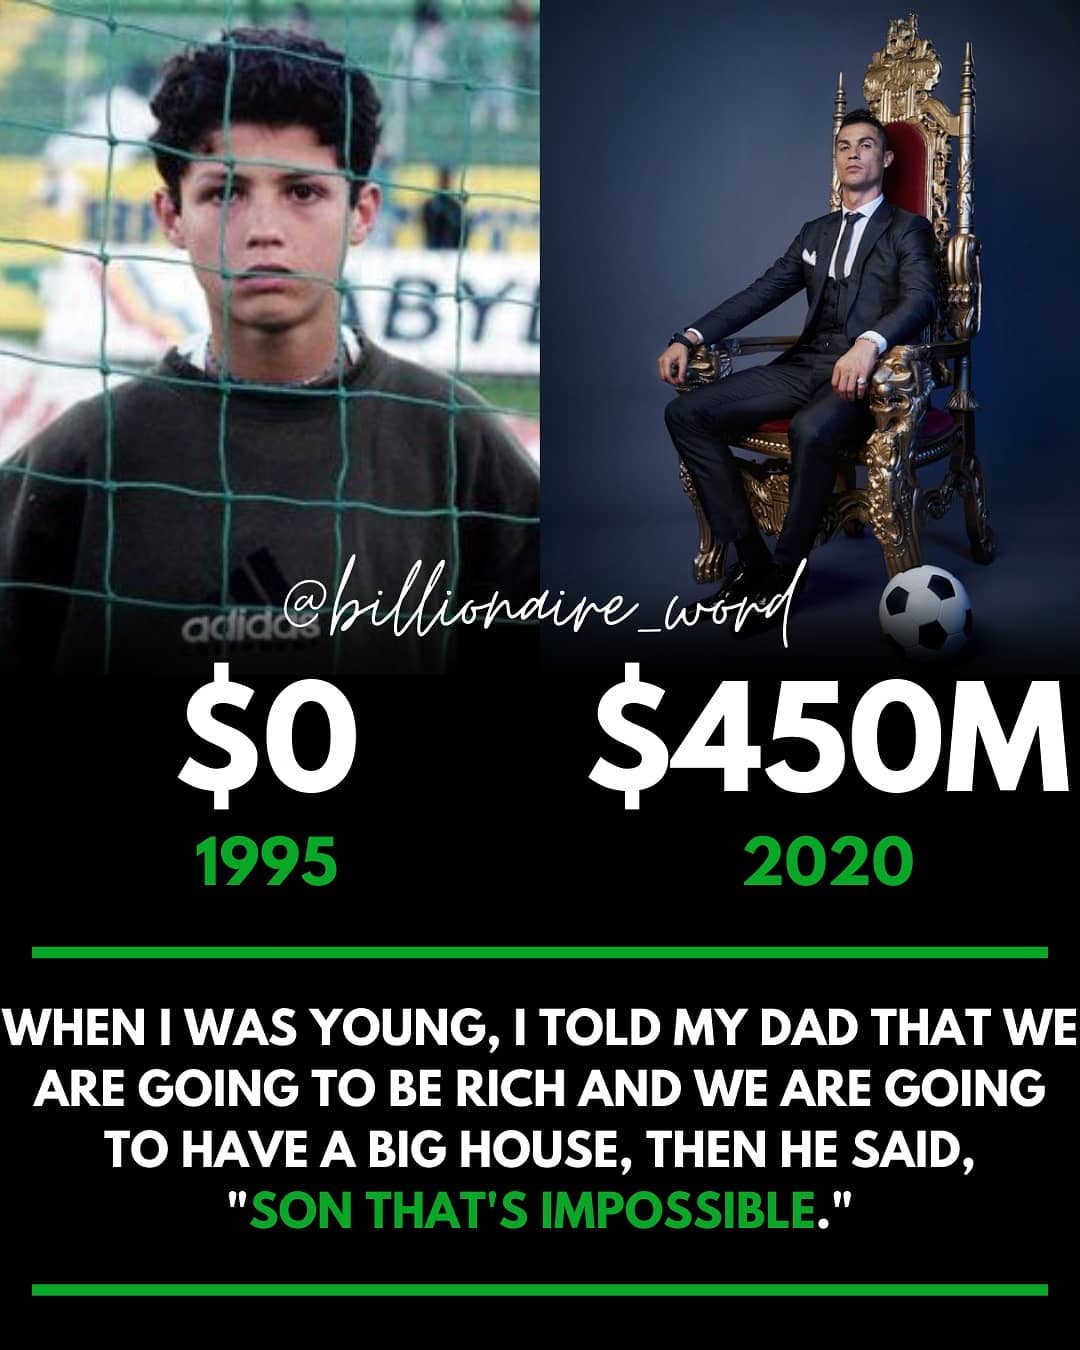 ABY
adidas
@billionaire_word
$0
$450M
1995
2020
WHEN I WAS YOUNG, I TOLD MY DAD THAT WE
ARE GOING TO BE RICH AND WE ARE GOING
TO HAVE A BIG HOUSE, THEN HE SAID,
"SON THAT'S IMPOSSIBLE."